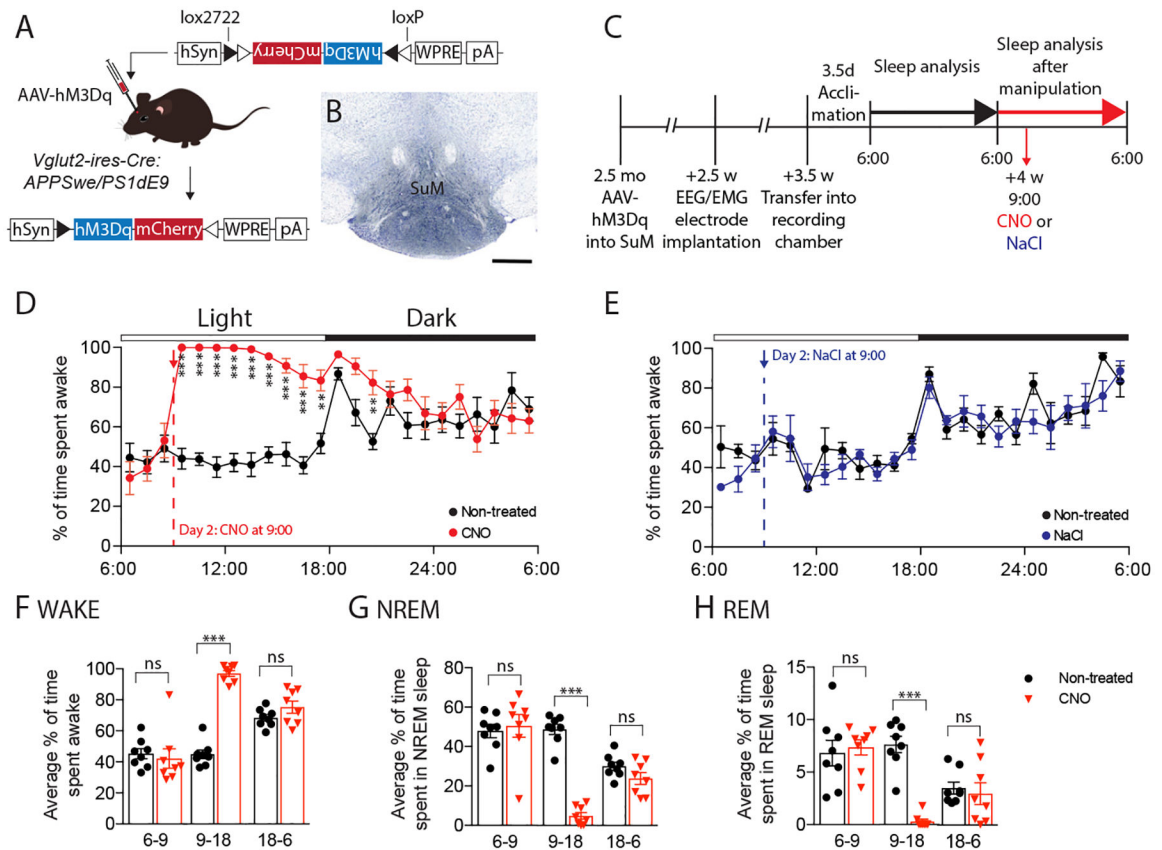 A
lox2722
loxP
hSyn
mCherry
hM3Dq
WPRE
pA
AAV-hM3Dq
Vglut2-ires-Cre:
APPSwe/PS1dE9
hSyn
hM3Dq
mCherry
WPRE
pA
B
SuM
C
3.5d
Accli-
mation
Sleep analysis
Sleep analysis
after
manipulation
6:00
6:00
6:00
2.5 mo
AAV-
hM3Dq
into SuM
+2.5 w
EEG/EMG
electrode
implantation
+3.5 w
Transfer into
recording
chamber
+4 w
9:00
CNO or
NaCl
D
Light
Dark
% of time spent awake
100
80
60
40
20
0
***
***
***
***
***
***
***
***
**
**
Day 2: CNO at 9:00
Non-treated
CNO
6:00
12:00
18:00
24:00
6:00
E
% of time spent awake
100
80
60
40
20
0
Day 2: NaCl at 9:00
Non-treated
NaCl
6:00
12:00
18:00
24:00
6:00
F WAKE
Average % of time
spent awake
100
80
60
40
20
0
ns
***
ns
6-9
9-18
18-6
G NREM
Average % of time
spent in NREM sleep
80
60
40
20
0
ns
***
ns
6-9
9-18
18-6
H REM
Average % of time
spent in REM sleep
15
10
5
0
ns
***
ns
6-9
9-18
18-6
Non-treated
CNO